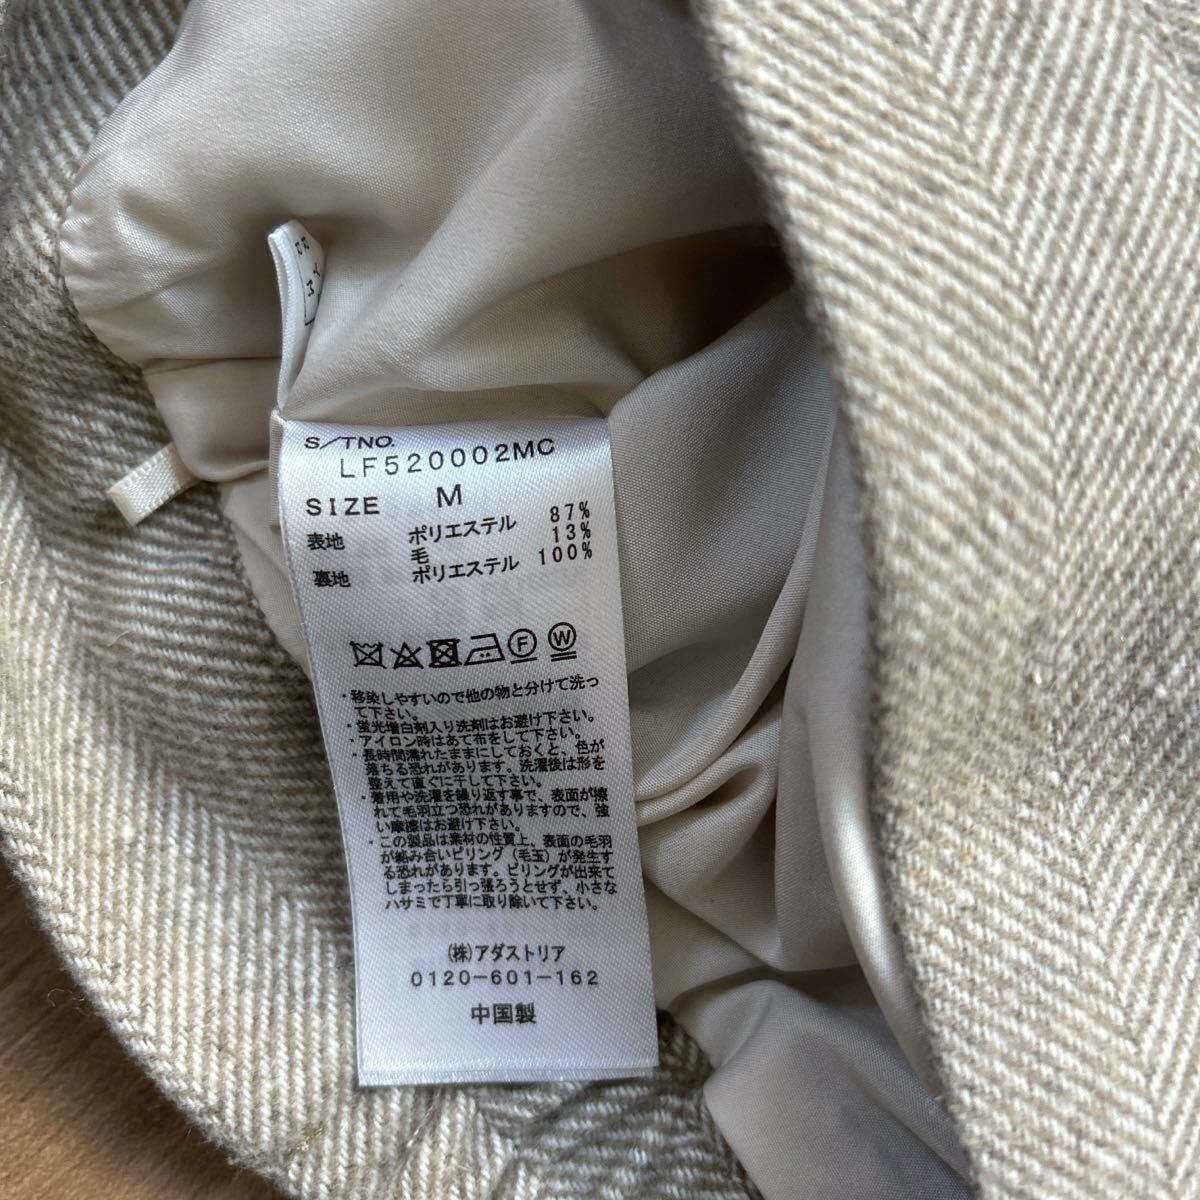 S/TNO.
LF520002MC
SIZE M
表地 ポリエステル 87%
毛 13%
裏地 ポリエステル 100%
F W
・移染しやすいので他の物と分けて洗っ
て下さい。
・蛍光増白剤入り洗剤はお避け下さい。
・アイロン時はあて布をして下さい。
・長時間濡れたままにしておくと、色が
落ちる恐れがあります。洗濯後は形を
整えて直ぐに干して下さい。
・着用や洗濯を繰り返す事で、表面が擦
れて毛羽立つ恐れがありますので、強
い摩擦はお避け下さい。
・この製品は素材の性質上、表面の毛羽
が絡み合いピリング(毛玉)が発生す
る恐れがあります。ピリングが出来て
しまったら引っ張ろうとせず、小さな
ハサミで丁寧に取り除いて下さい。
(株)アダストリア
0120-601-162
中国製